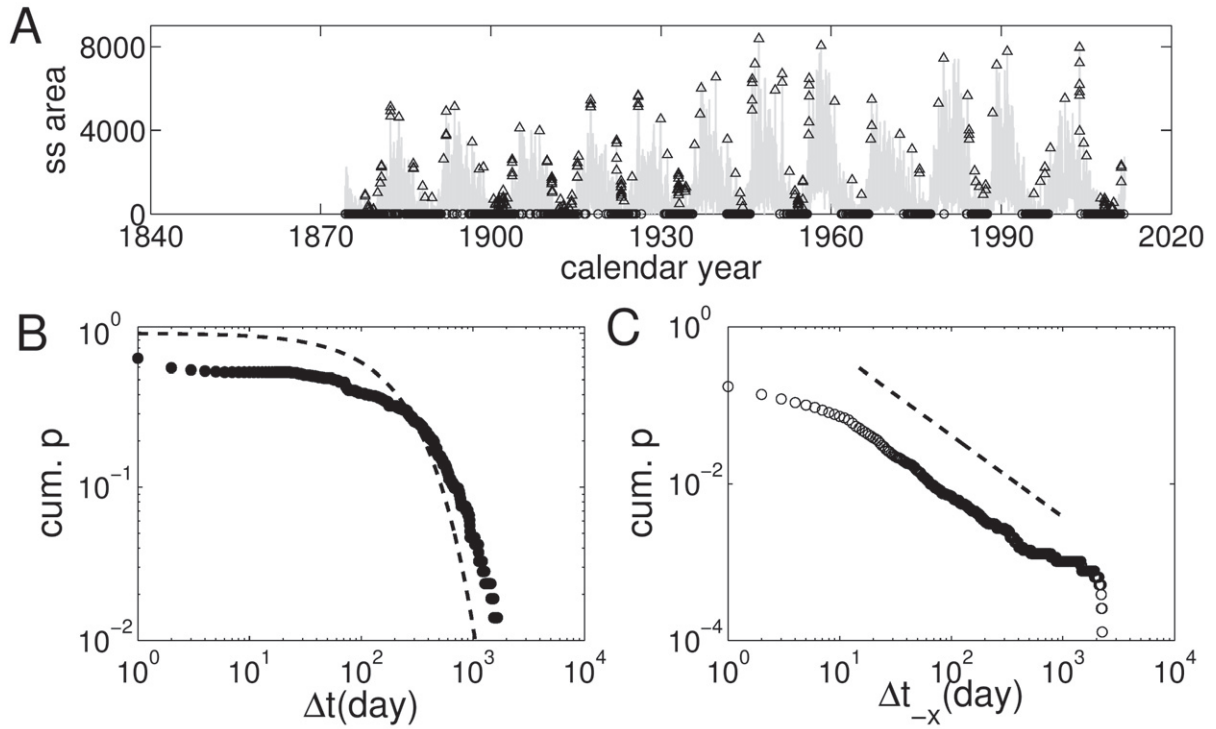 A
ss area
8000
4000
0
1840 1870 1900 1930 1960 1990 2020
calendar year
B
cum. p
10^0
10^-1
10^-2
10^0 10^1 10^2 10^3 10^4
Δt(day)
C
cum. p
10^0
10^-2
10^-4
10^0 10^1 10^2 10^3 10^4
Δt_-x(day)